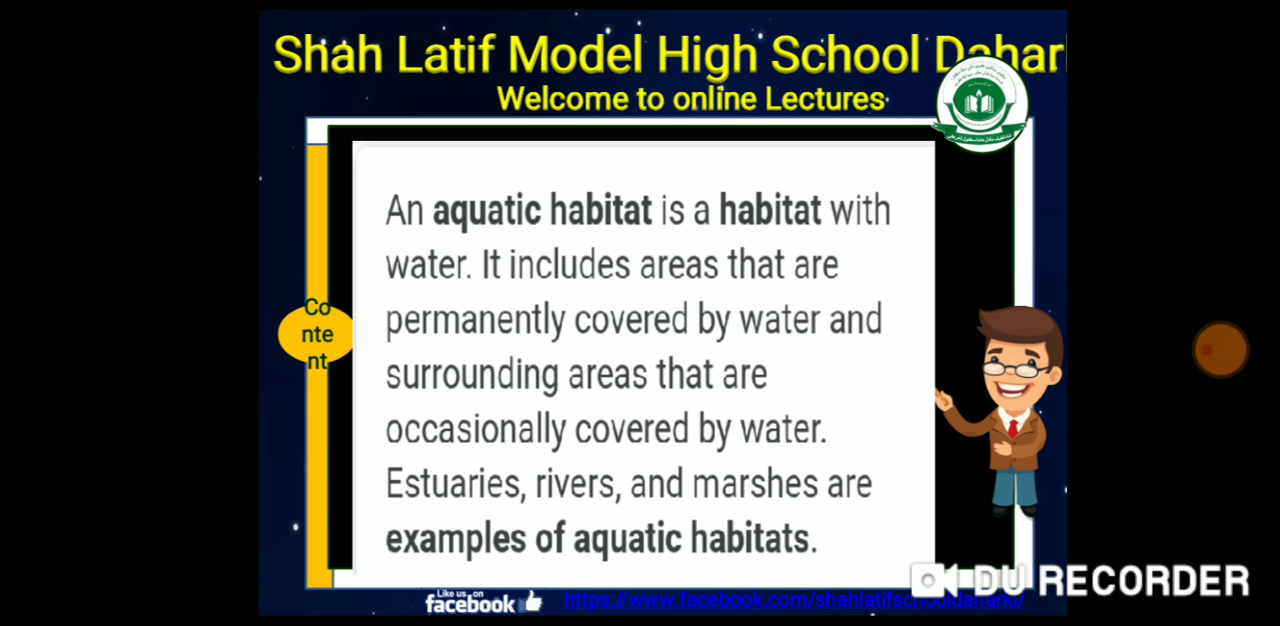 Shah Latif Model High School Dahar
Welcome to online Lectures
An aquatic habitat is a habitat with
water. It includes areas that are
permanently covered by water and
surrounding areas that are
occasionally covered by water.
Estuaries, rivers, and marshes are
examples of aquatic habitats.
Co
nte
nt
DU RECORDER
Like us on
facebook
https://www.facebook.com/shahlatifschooldaharki/